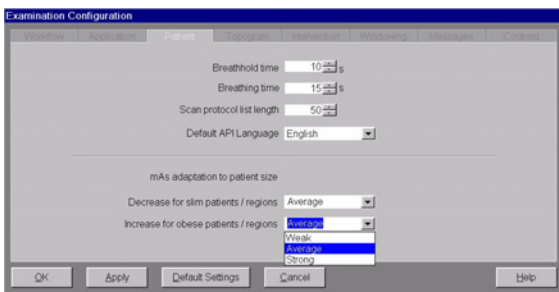 Examination Configuration
Workflow Application Patient Topogram Intervention Windowing Messages Contrast
Breathhold time 10 s
Breathing time 15 s
Scan protocol list length 50
Default API Language English
mAs adaptation to patient size
Decrease for slim patients / regions Average
Increase for obese patients / regions Average
Weak
Average
Strong
OK Apply Default Settings Cancel Help